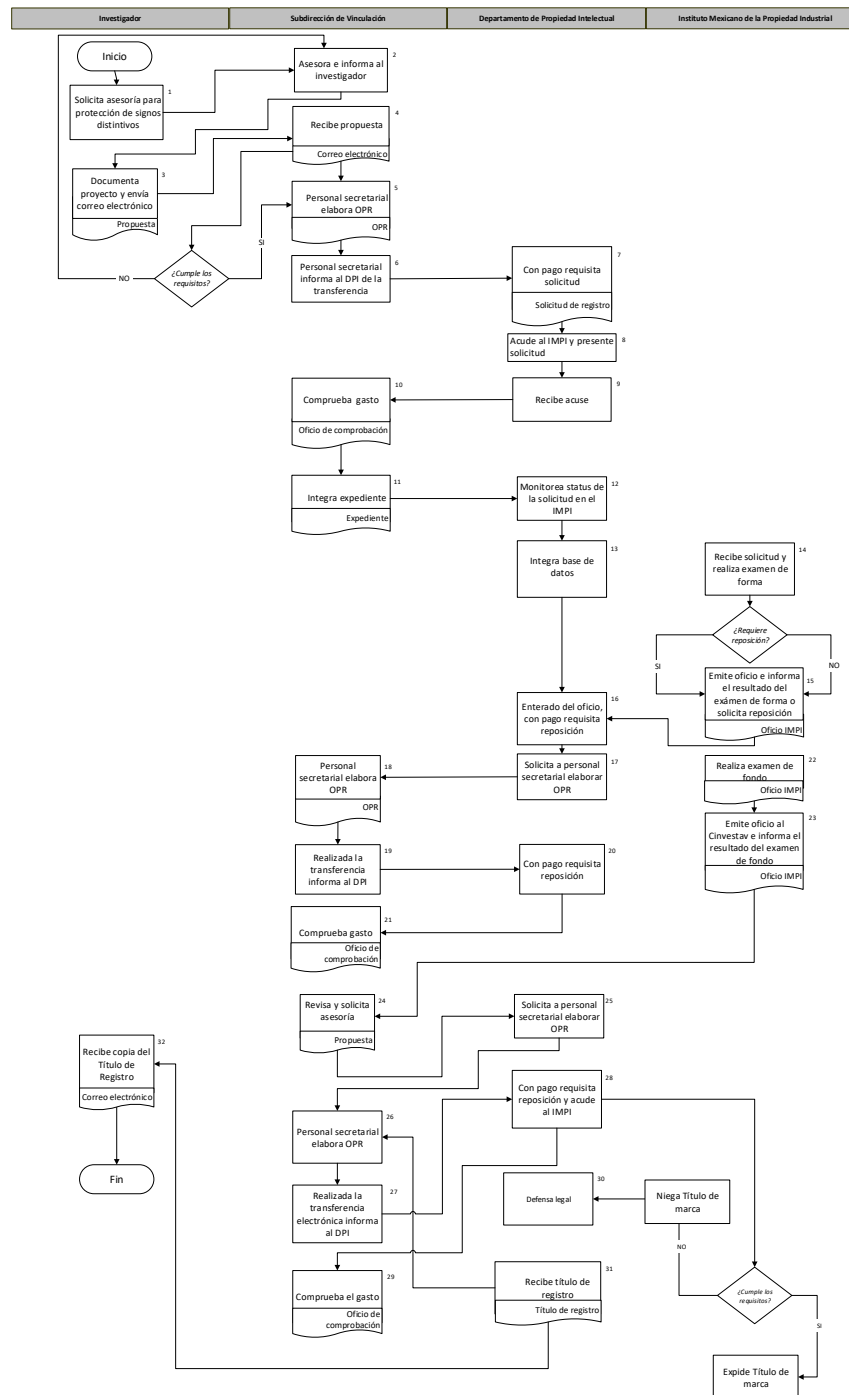 Investigador
Subdirección de Vinculación
Departamento de Propiedad Intelectual
Instituto Mexicano de la Propiedad Industrial
Inicio
1
Solicita asesoría para
protección de signos
distintivos
2
Asesora e informa al
investigador
3
Documenta
proyecto y envía
correo electrónico
Propuesta
4
Recibe propuesta
Correo electrónico
¿Cumple los
requisitos?
NO
SI
5
Personal secretarial
elabora OPR
OPR
6
Personal secretarial
informa al DPI de la
transferencia
7
Con pago requisita
solicitud
Solicitud de registro
8
Acude al IMPI y presente
solicitud
9
Recibe acuse
10
Comprueba gasto
Oficio de comprobación
11
Integra expediente
Expediente
12
Monitorea status de
la solicitud en el
IMPI
13
Integra base de
datos
14
Recibe solicitud y
realiza examen de
forma
¿Requiere
reposición?
SI
NO
15
Emite oficio e informa
el resultado del
exámen de forma o
solicita reposición
Oficio IMPI
16
Enterado del oficio,
con pago requisita
reposición
17
Solicita a personal
secretarial elaborar
OPR
18
Personal
secretarial elabora
OPR
OPR
19
Realizada la
transferencia
informa al DPI
20
Con pago requisita
reposición
21
Comprueba gasto
Oficio de
comprobación
22
Realiza examen de
fondo
Oficio IMPI
23
Emite oficio al
Cinvestav e informa el
resultado del examen
de fondo
Oficio IMPI
24
Revisa y solicita
asesoría
Propuesta
25
Solicita a personal
secretarial elaborar
OPR
26
Personal secretarial
elabora OPR
27
Realizada la
transferencia
electrónica informa
al DPI
28
Con pago requisita
reposición y acude
al IMPI
29
Comprueba el gasto
Oficio de
comprobación
30
Defensa legal
Niega Título de
marca
NO
¿Cumple los
requisitos?
SI
Expide Título de
marca
31
Recibe título de
registro
Título de registro
32
Recibe copia del
Título de
Registro
Correo electrónico
Fin